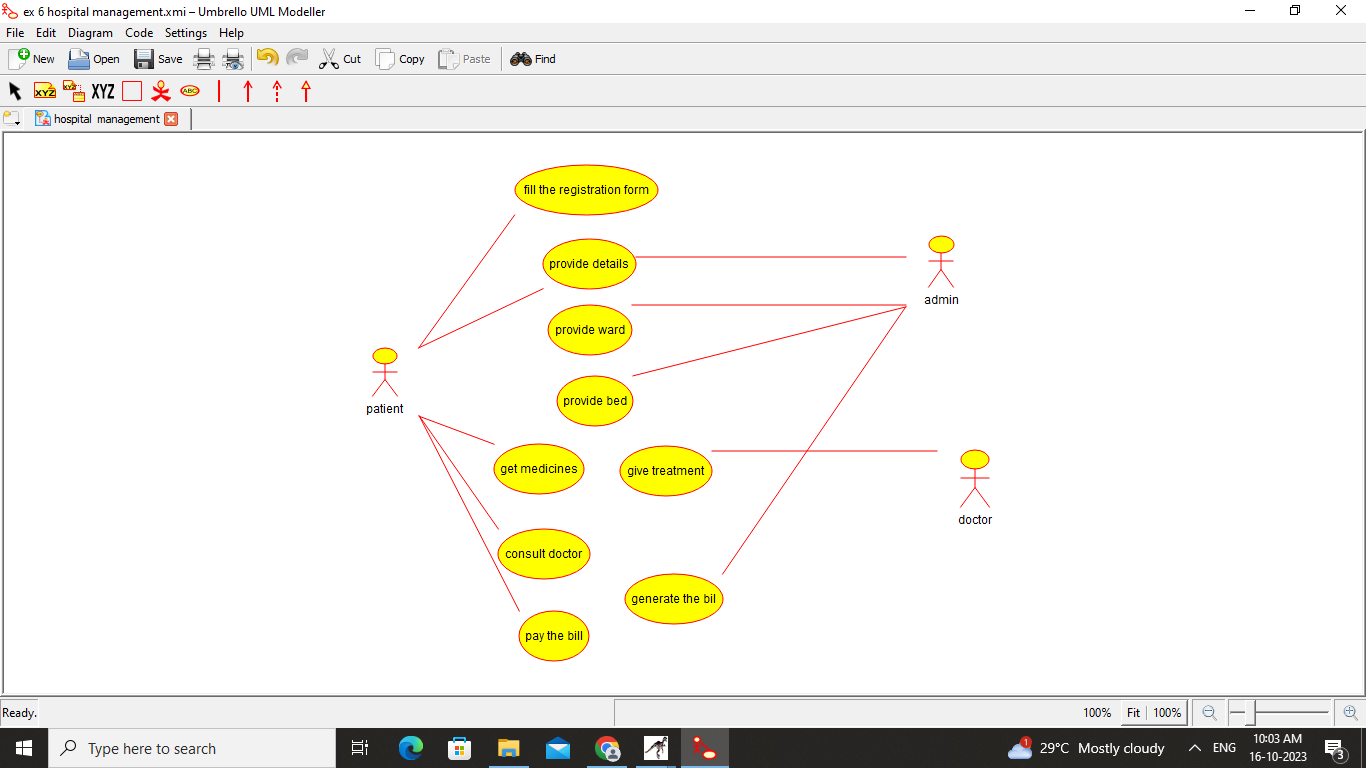 ex 6 hospital management.xmi – Umbrello UML Modeller
File Edit Diagram Code Settings Help
New Open Save Cut Copy Paste Find
XYZ XYZ XYZ ABC
hospital management
fill the registration form
provide details
admin
provide ward
patient
provide bed
get medicines
give treatment
doctor
consult doctor
generate the bil
pay the bill
Ready.
100% Fit 100%
Type here to search
1
29°C Mostly cloudy
ENG
10:03 AM
16-10-2023
3